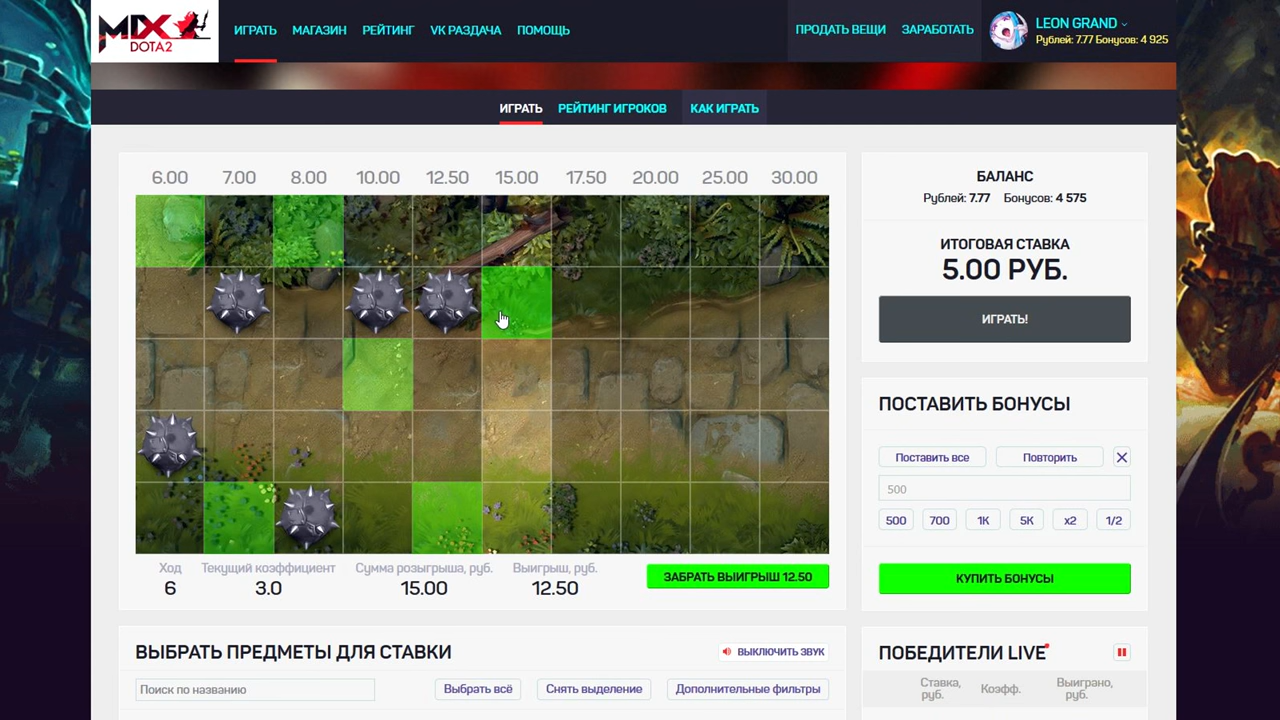 MIX
DOTA2
ИГРАТЬ МАГАЗИН РЕЙТИНГ VK РАЗДАЧА ПОМОЩЬ
ПРОДАТЬ ВЕЩИ ЗАРАБОТАТЬ
LEON GRAND
Рублей: 7.77 Бонусов: 4 925
ИГРАТЬ РЕЙТИНГ ИГРОКОВ КАК ИГРАТЬ
6.00 7.00 8.00 10.00 12.50 15.00 17.50 20.00 25.00 30.00
Ход Текущий коэффициент Сумма розыгрыша, руб. Выигрыш, руб.
6 3.0 15.00 12.50
ЗАБРАТЬ ВЫИГРЫШ 12.50
БАЛАНС
Рублей: 7.77 Бонусов: 4 575
ИТОГОВАЯ СТАВКА
5.00 РУБ.
ИГРАТЬ!
ПОСТАВИТЬ БОНУСЫ
Поставить все Повторить
500
500 700 1K 5K x2 1/2
КУПИТЬ БОНУСЫ
ВЫБРАТЬ ПРЕДМЕТЫ ДЛЯ СТАВКИ
ВЫКЛЮЧИТЬ ЗВУК
Поиск по названию Выбрать всё Снять выделение Дополнительные фильтры
ПОБЕДИТЕЛИ LIVE
Ставка, руб. Коэфф. Выиграно, руб.